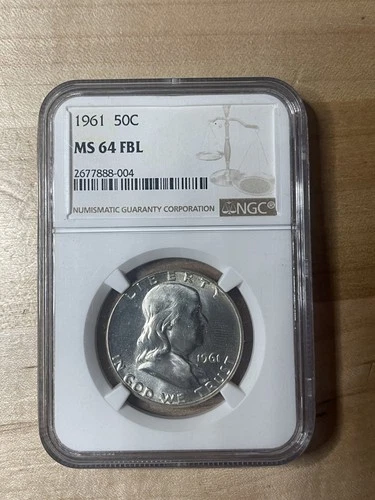 1961 50C
MS 64 FBL
2677888-004
NUMISMATIC GUARANTY CORPORATION NGC®
LIBERTY
1961
IN GOD WE TRUST